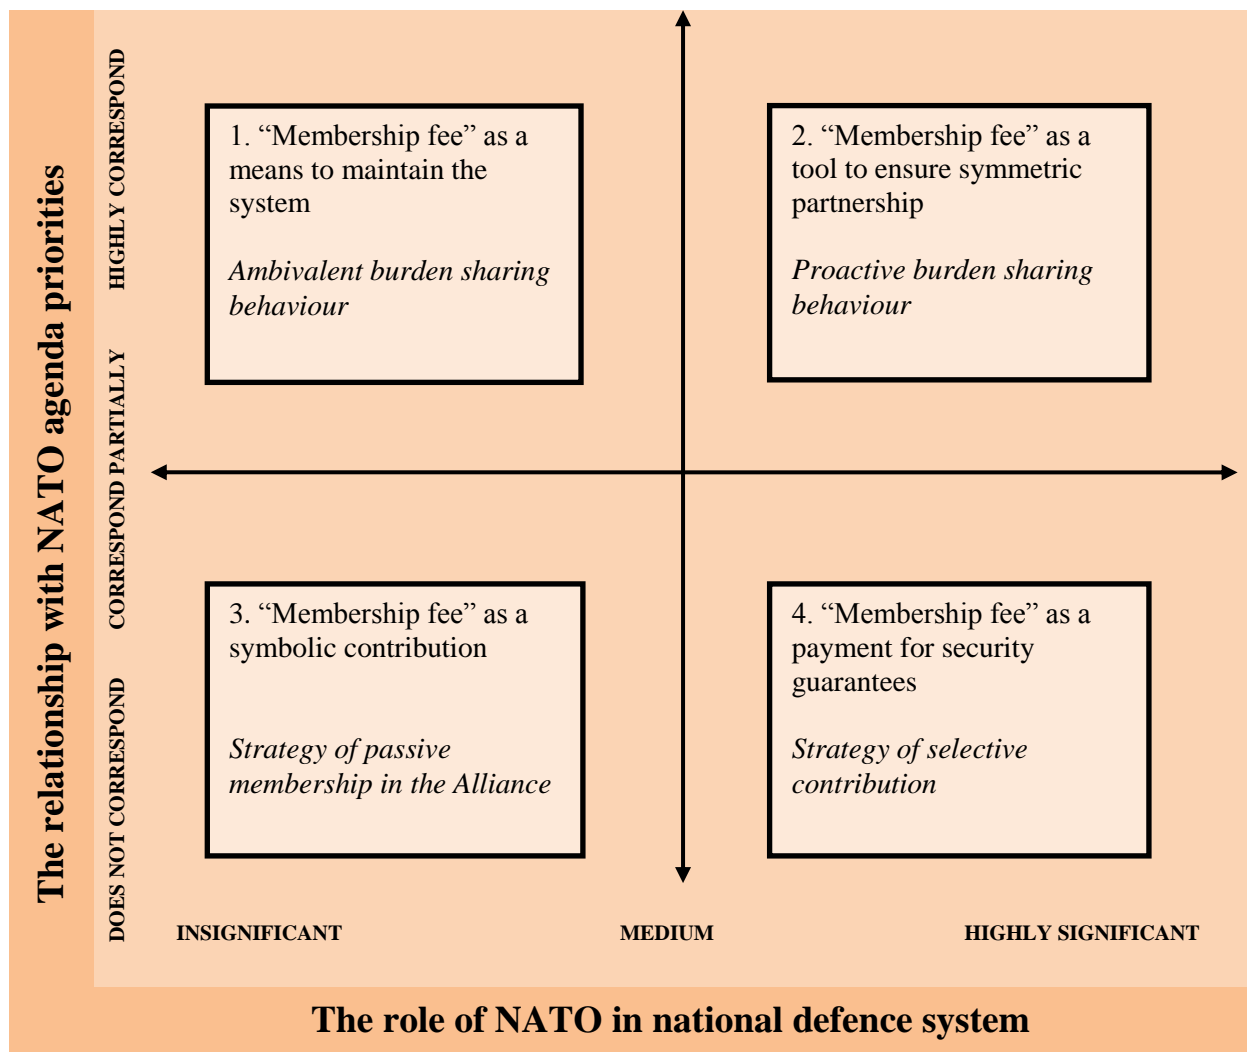 The relationship with NATO agenda priorities
HIGHLY CORRESPOND
CORRESPOND PARTIALLY
DOES NOT CORRESPOND
1. “Membership fee” as a
means to maintain the
system
Ambivalent burden sharing
behaviour
2. “Membership fee” as a
tool to ensure symmetric
partnership
Proactive burden sharing
behaviour
3. “Membership fee” as a
symbolic contribution
Strategy of passive
membership in the Alliance
4. “Membership fee” as a
payment for security
guarantees
Strategy of selective
contribution
INSIGNIFICANT
MEDIUM
HIGHLY SIGNIFICANT
The role of NATO in national defence system